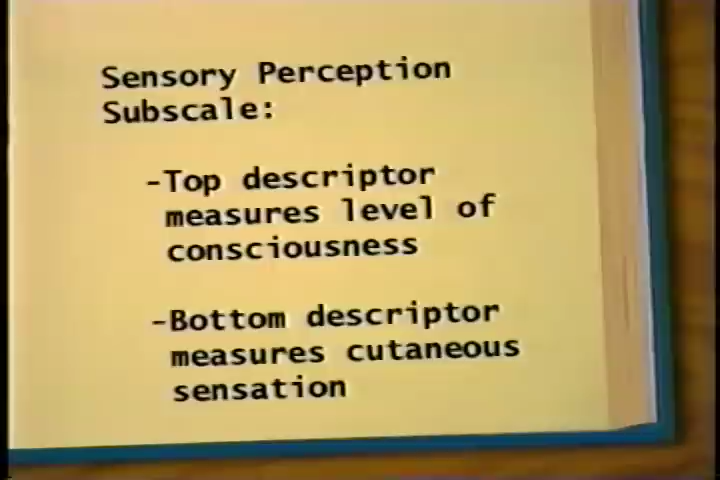 Sensory Perception
Subscale:
-Top descriptor
measures level of
consciousness
-Bottom descriptor
measures cutaneous
sensation